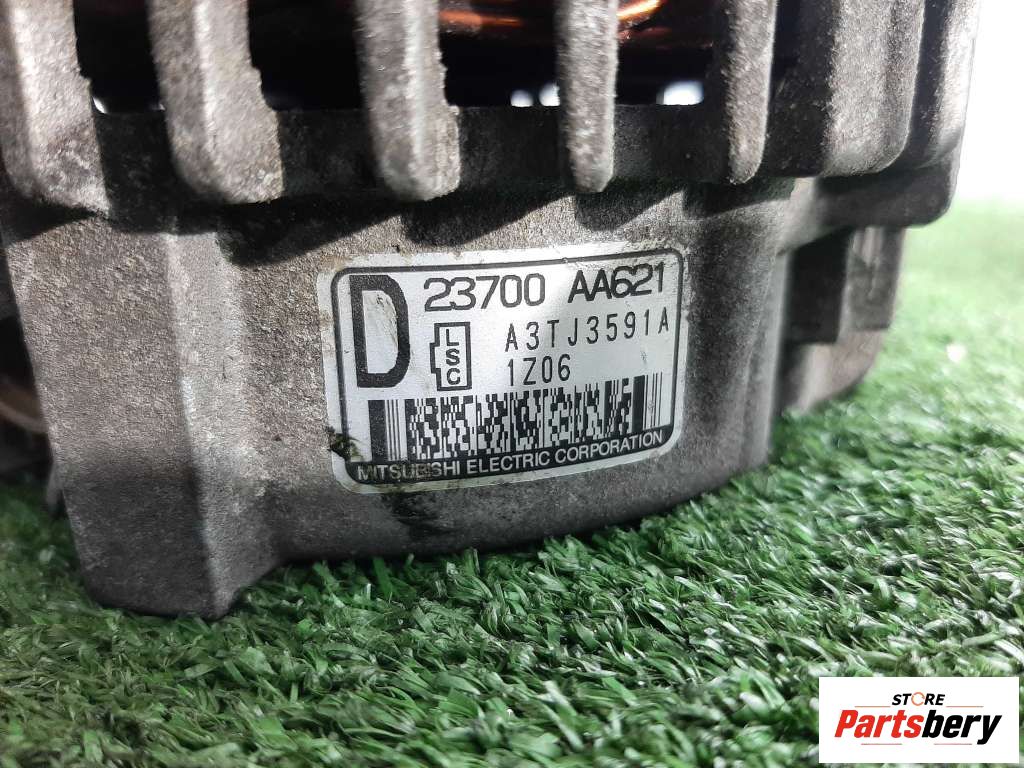 D 23700 AA621
LSC A3TJ3591A
1Z06
MITSUBISHI ELECTRIC CORPORATION
STORE
Partsbery